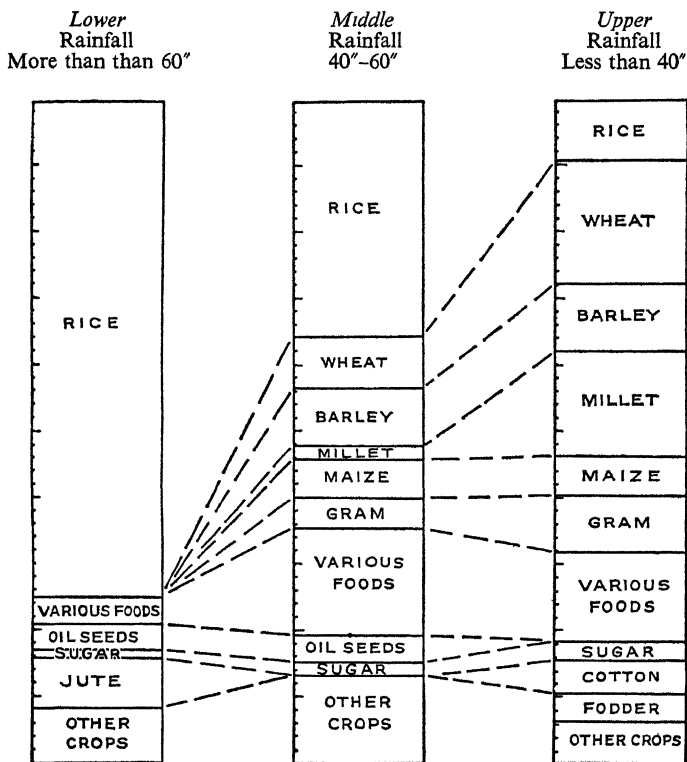 Lower
Rainfall
More than than 60″
RICE
VARIOUS FOODS
OIL SEEDS
SUGAR
JUTE
OTHER
CROPS
Middle
Rainfall
40″–60″
RICE
WHEAT
BARLEY
MILLET
MAIZE
GRAM
VARIOUS
FOODS
OIL SEEDS
SUGAR
OTHER
CROPS
Upper
Rainfall
Less than 40″
RICE
WHEAT
BARLEY
MILLET
MAIZE
GRAM
VARIOUS
FOODS
SUGAR
COTTON
FODDER
OTHER CROPS